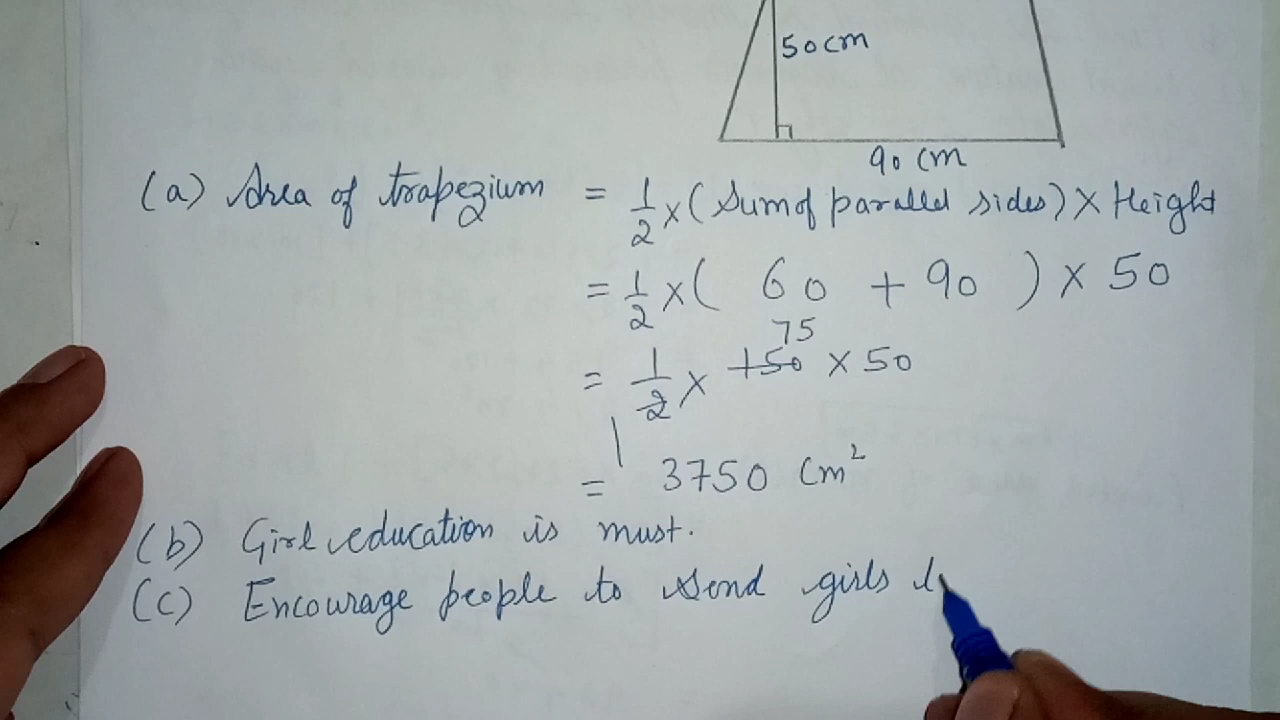 50cm
90 cm
(a) Area of trapezium = 1/2 × (Sum of parallel sides) × Height
= 1/2 × ( 60 + 90 ) × 50
75
= 1/2 × 150 × 50
1
= 3750 cm²
(b) Girl education is must.
(c) Encourage people to send girls